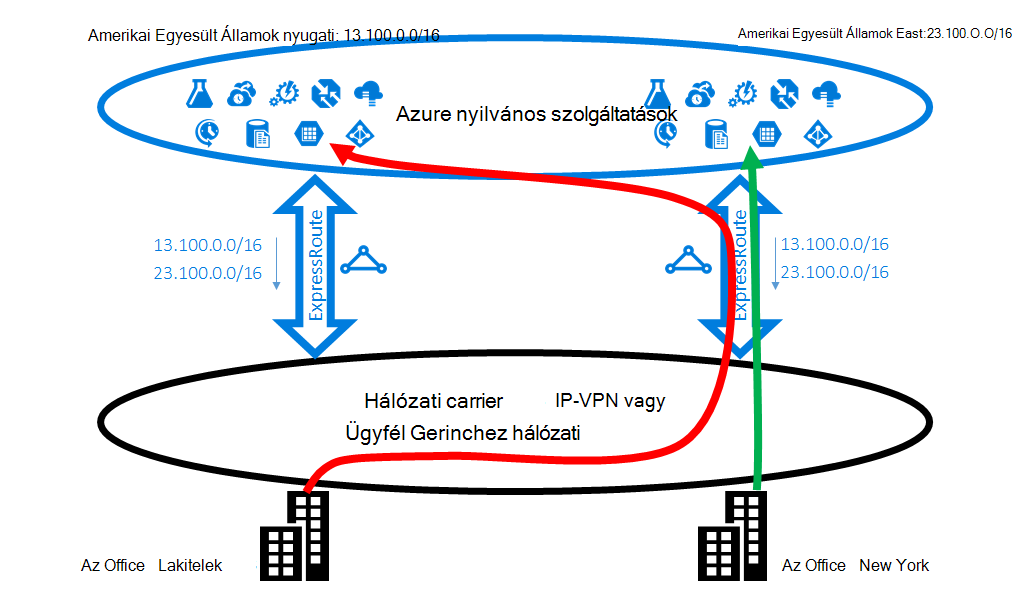 Amerikai Egyesült Államok nyugati: 13.100.0.0/16
Amerikai Egyesült Államok East:23.100.O.O/16
Azure nyilvános szolgáltatások
13.100.0.0/16
23.100.0.0/16
ExpressRoute
ExpressRoute
13.100.0.0/16
23.100.0.0/16
Hálózati carrier IP-VPN vagy
Ügyfél Gerinchez hálózati
Az Office Lakitelek
Az Office New York